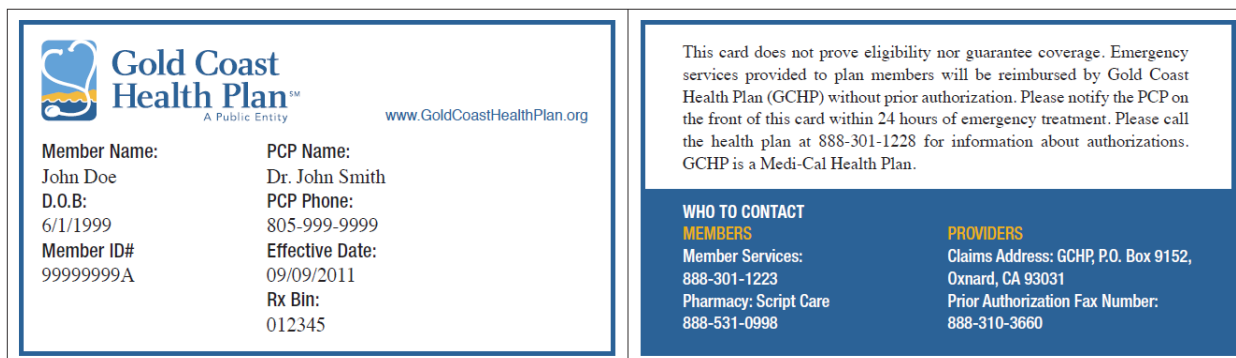 Gold Coast
Health Plan℠
A Public Entity
www.GoldCoastHealthPlan.org
Member Name:
John Doe
D.O.B:
6/1/1999
Member ID#
99999999A
PCP Name:
Dr. John Smith
PCP Phone:
805-999-9999
Effective Date:
09/09/2011
Rx Bin:
012345
This card does not prove eligibility nor guarantee coverage. Emergency
services provided to plan members will be reimbursed by Gold Coast
Health Plan (GCHP) without prior authorization. Please notify the PCP on
the front of this card within 24 hours of emergency treatment. Please call
the health plan at 888-301-1228 for information about authorizations.
GCHP is a Medi-Cal Health Plan.
WHO TO CONTACT
MEMBERS
Member Services:
888-301-1223
Pharmacy: Script Care
888-531-0998
PROVIDERS
Claims Address: GCHP, P.O. Box 9152,
Oxnard, CA 93031
Prior Authorization Fax Number:
888-310-3660